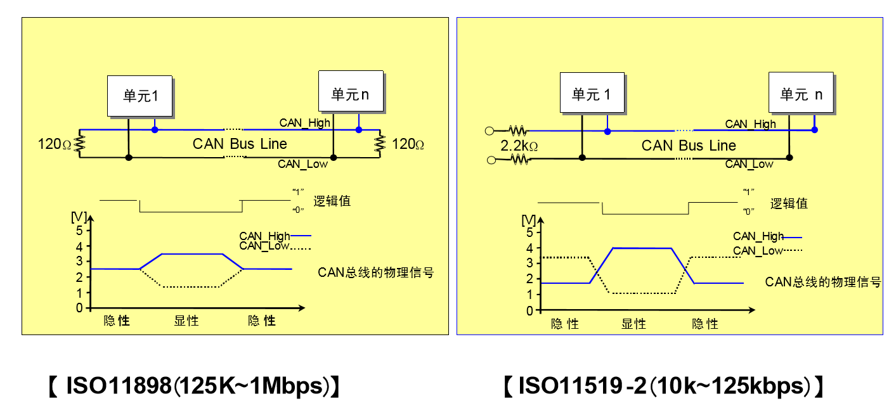 单元1
单元n
CAN_High
120Ω
CAN Bus Line
120Ω
CAN_Low
"1"
"0"
逻辑值
[V]
5
4
3
2
1
0
CAN_High
CAN_Low
CAN总线的物理信号
隐性
显性
隐性
【 ISO11898(125K~1Mbps)】
单元 1
单元 n
CAN_High
2.2kΩ
CAN Bus Line
CAN_Low
"1"
"0"
逻辑值
[V]
5
4
3
2
1
0
CAN_High
CAN_Low
CAN总线的物理信号
隐性
显性
隐性
【 ISO11519-2(10k~125kbps)】